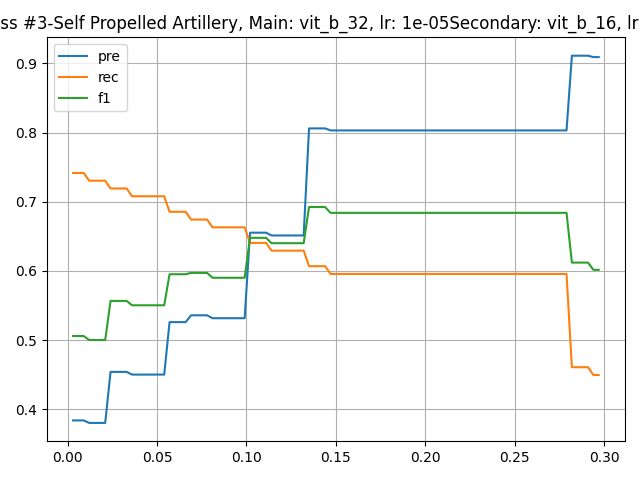 ss #3-Self Propelled Artillery, Main: vit_b_32, lr: 1e-05Secondary: vit_b_16, lr
pre
rec
f1
0.9
0.8
0.7
0.6
0.5
0.4
0.00 0.05 0.10 0.15 0.20 0.25 0.30